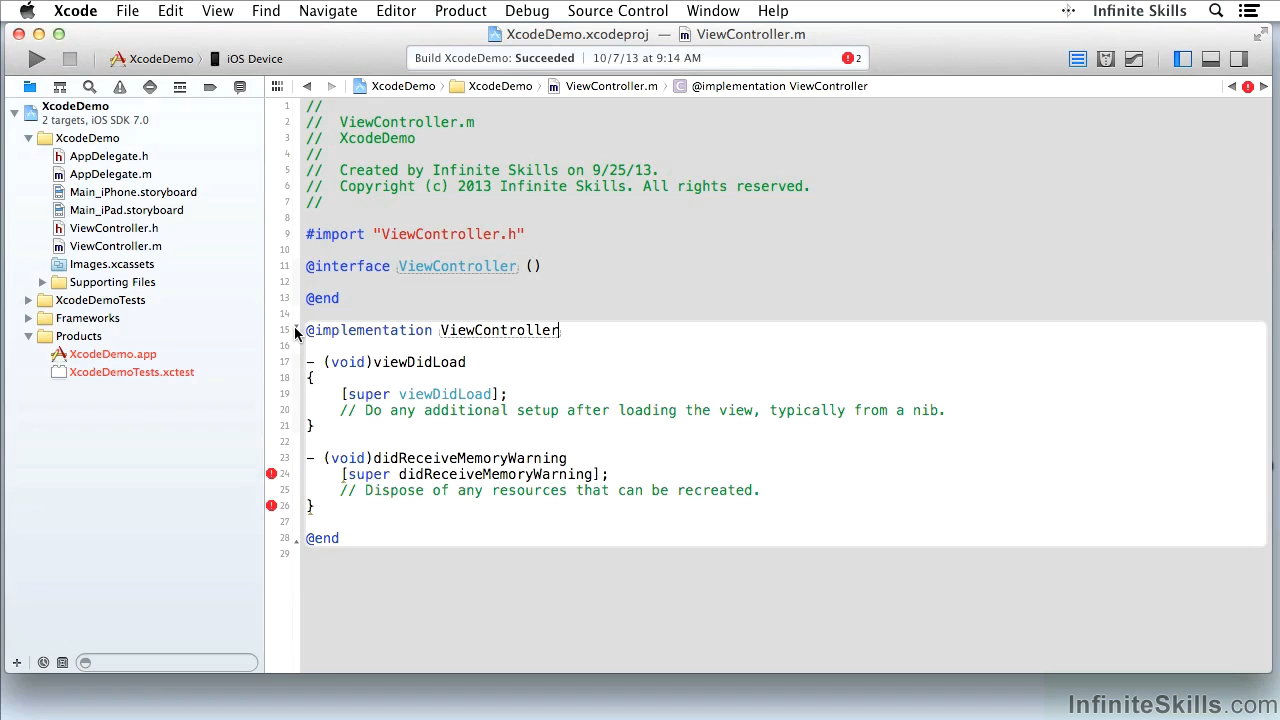 Xcode File Edit View Find Navigate Editor Product Debug Source Control Window Help Infinite Skills
XcodeDemo.xcodeproj — ViewController.m
XcodeDemo iOS Device Build XcodeDemo: Succeeded 10/7/13 at 9:14 AM 2
XcodeDemo XcodeDemo ViewController.m @implementation ViewController
XcodeDemo
2 targets, iOS SDK 7.0
XcodeDemo
AppDelegate.h
AppDelegate.m
Main_iPhone.storyboard
Main_iPad.storyboard
ViewController.h
ViewController.m
Images.xcassets
Supporting Files
XcodeDemoTests
Frameworks
Products
XcodeDemo.app
XcodeDemoTests.xctest
1 //
2 // ViewController.m
3 // XcodeDemo
4 //
5 // Created by Infinite Skills on 9/25/13.
6 // Copyright (c) 2013 Infinite Skills. All rights reserved.
7 //
8
9 #import "ViewController.h"
10
11 @interface ViewController ()
12
13 @end
14
15 @implementation ViewController
16
17 - (void)viewDidLoad
18 {
19 [super viewDidLoad];
20 // Do any additional setup after loading the view, typically from a nib.
21 }
22
23 - (void)didReceiveMemoryWarning
24 [super didReceiveMemoryWarning];
25 // Dispose of any resources that can be recreated.
26 }
27
28 @end
29
InfiniteSkills.com